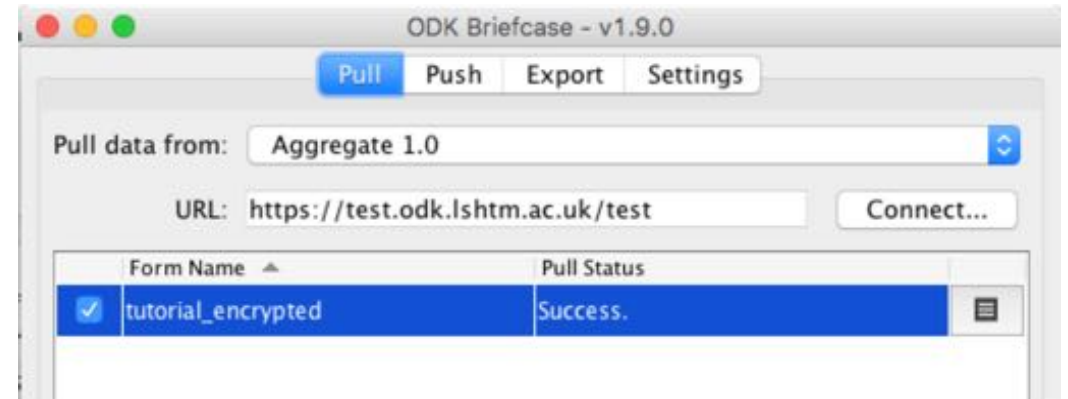 ODK Briefcase - v1.9.0
Pull Push Export Settings
Pull data from: Aggregate 1.0
URL: https://test.odk.lshtm.ac.uk/test Connect...
Form Name Pull Status
tutorial_encrypted Success.